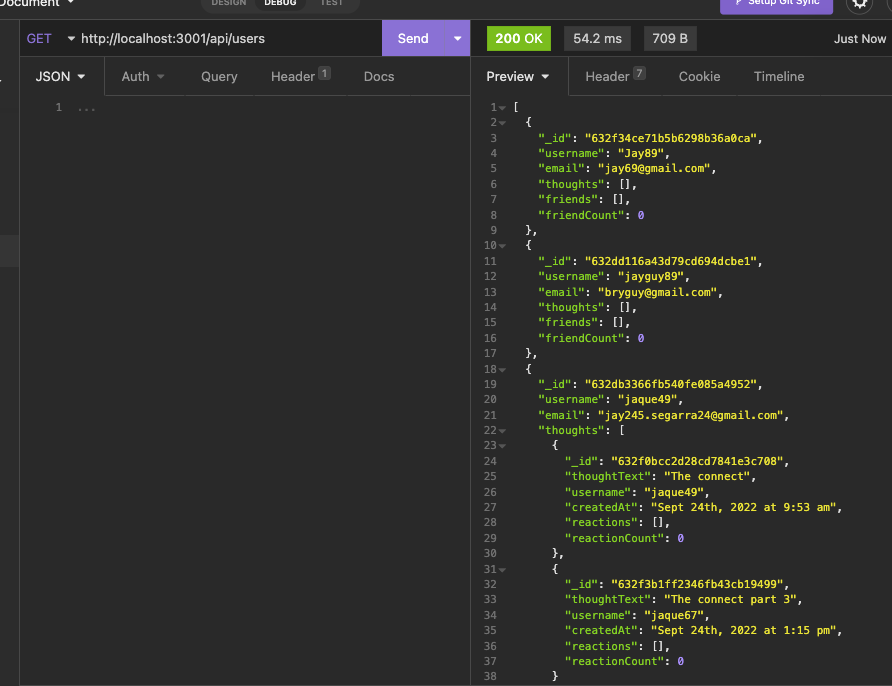 Document
DESIGN DEBUG TEST
Setup Git Sync
GET http://localhost:3001/api/users Send 200 OK 54.2 ms 709 B Just Now
JSON Auth Query Header 1 Docs Preview Header 7 Cookie Timeline
1 ...
1 [
2 {
3 "_id": "632f34ce71b5b6298b36a0ca",
4 "username": "Jay89",
5 "email": "jay69@gmail.com",
6 "thoughts": [],
7 "friends": [],
8 "friendCount": 0
9 },
10 {
11 "_id": "632dd116a43d79cd694dcbe1",
12 "username": "jayguy89",
13 "email": "bryguy@gmail.com",
14 "thoughts": [],
15 "friends": [],
16 "friendCount": 0
17 },
18 {
19 "_id": "632db3366fb540fe085a4952",
20 "username": "jaque49",
21 "email": "jay245.segarra24@gmail.com",
22 "thoughts": [
23 {
24 "_id": "632f0bcc2d28cd7841e3c708",
25 "thoughtText": "The connect",
26 "username": "jaque49",
27 "createdAt": "Sept 24th, 2022 at 9:53 am",
28 "reactions": [],
29 "reactionCount": 0
30 },
31 {
32 "_id": "632f3b1ff2346fb43cb19499",
33 "thoughtText": "The connect part 3",
34 "username": "jaque67",
35 "createdAt": "Sept 24th, 2022 at 1:15 pm",
36 "reactions": [],
37 "reactionCount": 0
38 }